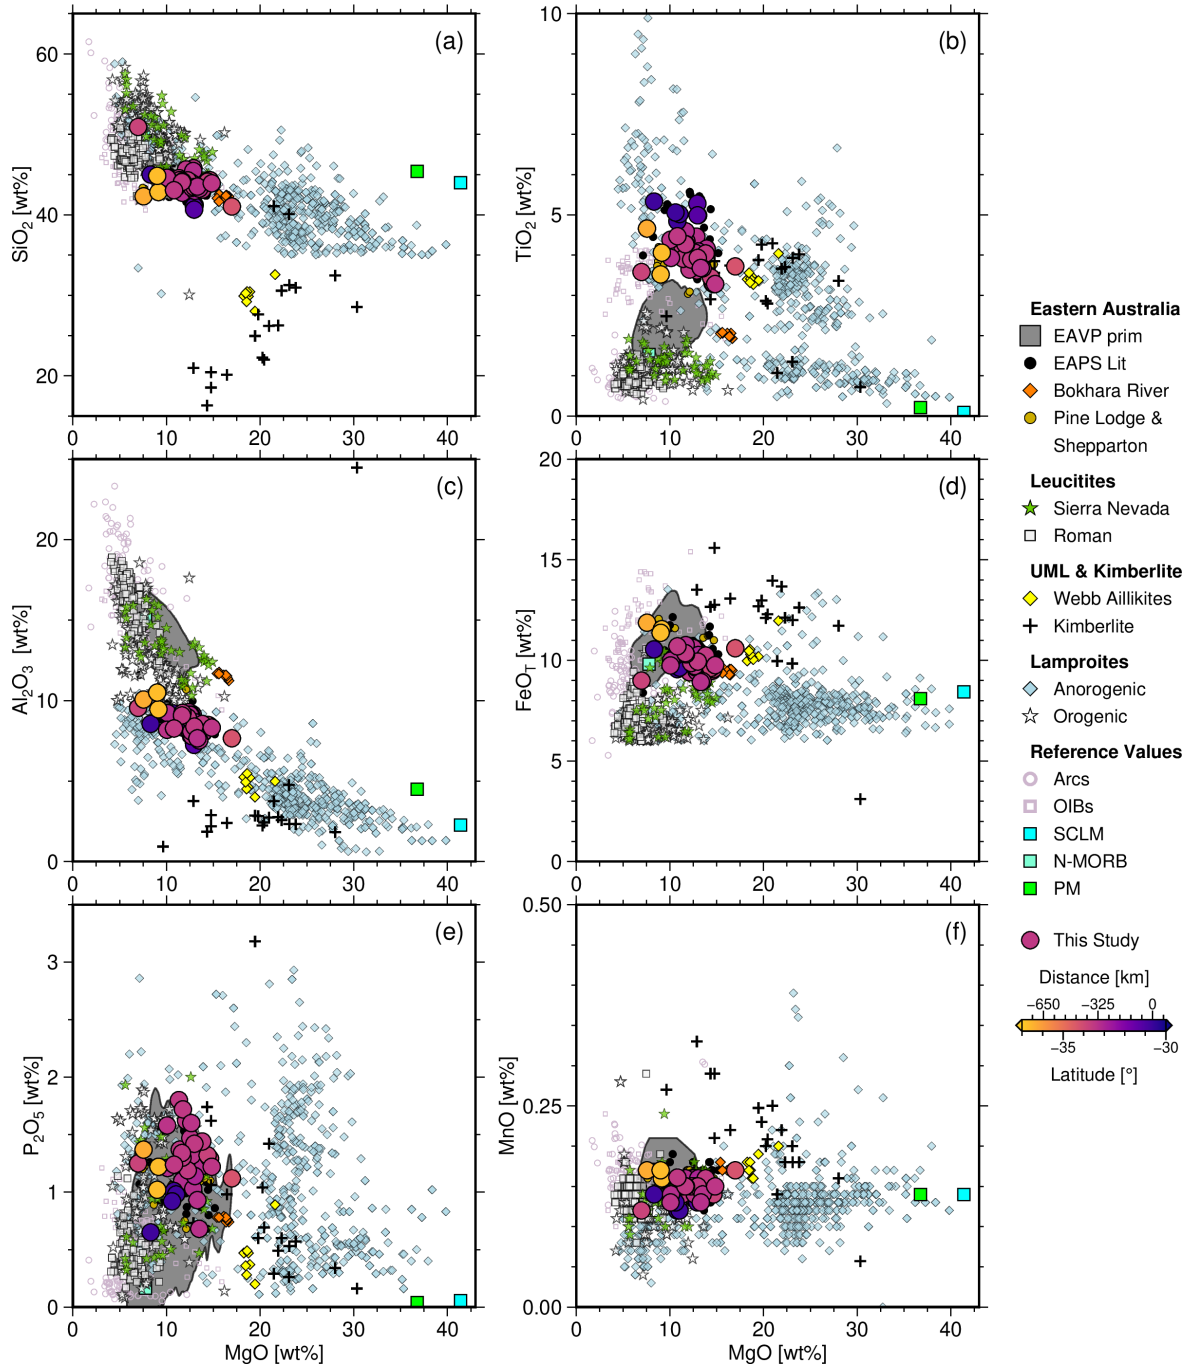 (a)
60
40
20
SiO2 [wt%]
0 10 20 30 40
(b)
10
8
6
5
4
2
0
TiO2 [wt%]
0 10 20 30 40
(c)
20
10
0
Al2O3 [wt%]
0 10 20 30 40
(d)
20
15
10
5
0
FeOT [wt%]
0 10 20 30 40
(e)
3
2
1
0
P2O5 [wt%]
0 10 20 30 40
MgO [wt%]
(f)
0.50
0.25
0.00
MnO [wt%]
0 10 20 30 40
MgO [wt%]
Eastern Australia
EAVP prim
EAPS Lit
Bokhara River
Pine Lodge &
Shepparton
Leucitites
Sierra Nevada
Roman
UML & Kimberlite
Webb Aillikites
Kimberlite
Lamproites
Anorogenic
Orogenic
Reference Values
Arcs
OIBs
SCLM
N-MORB
PM
This Study
Distance [km]
−650 −325 0
−35 −30
Latitude [°]